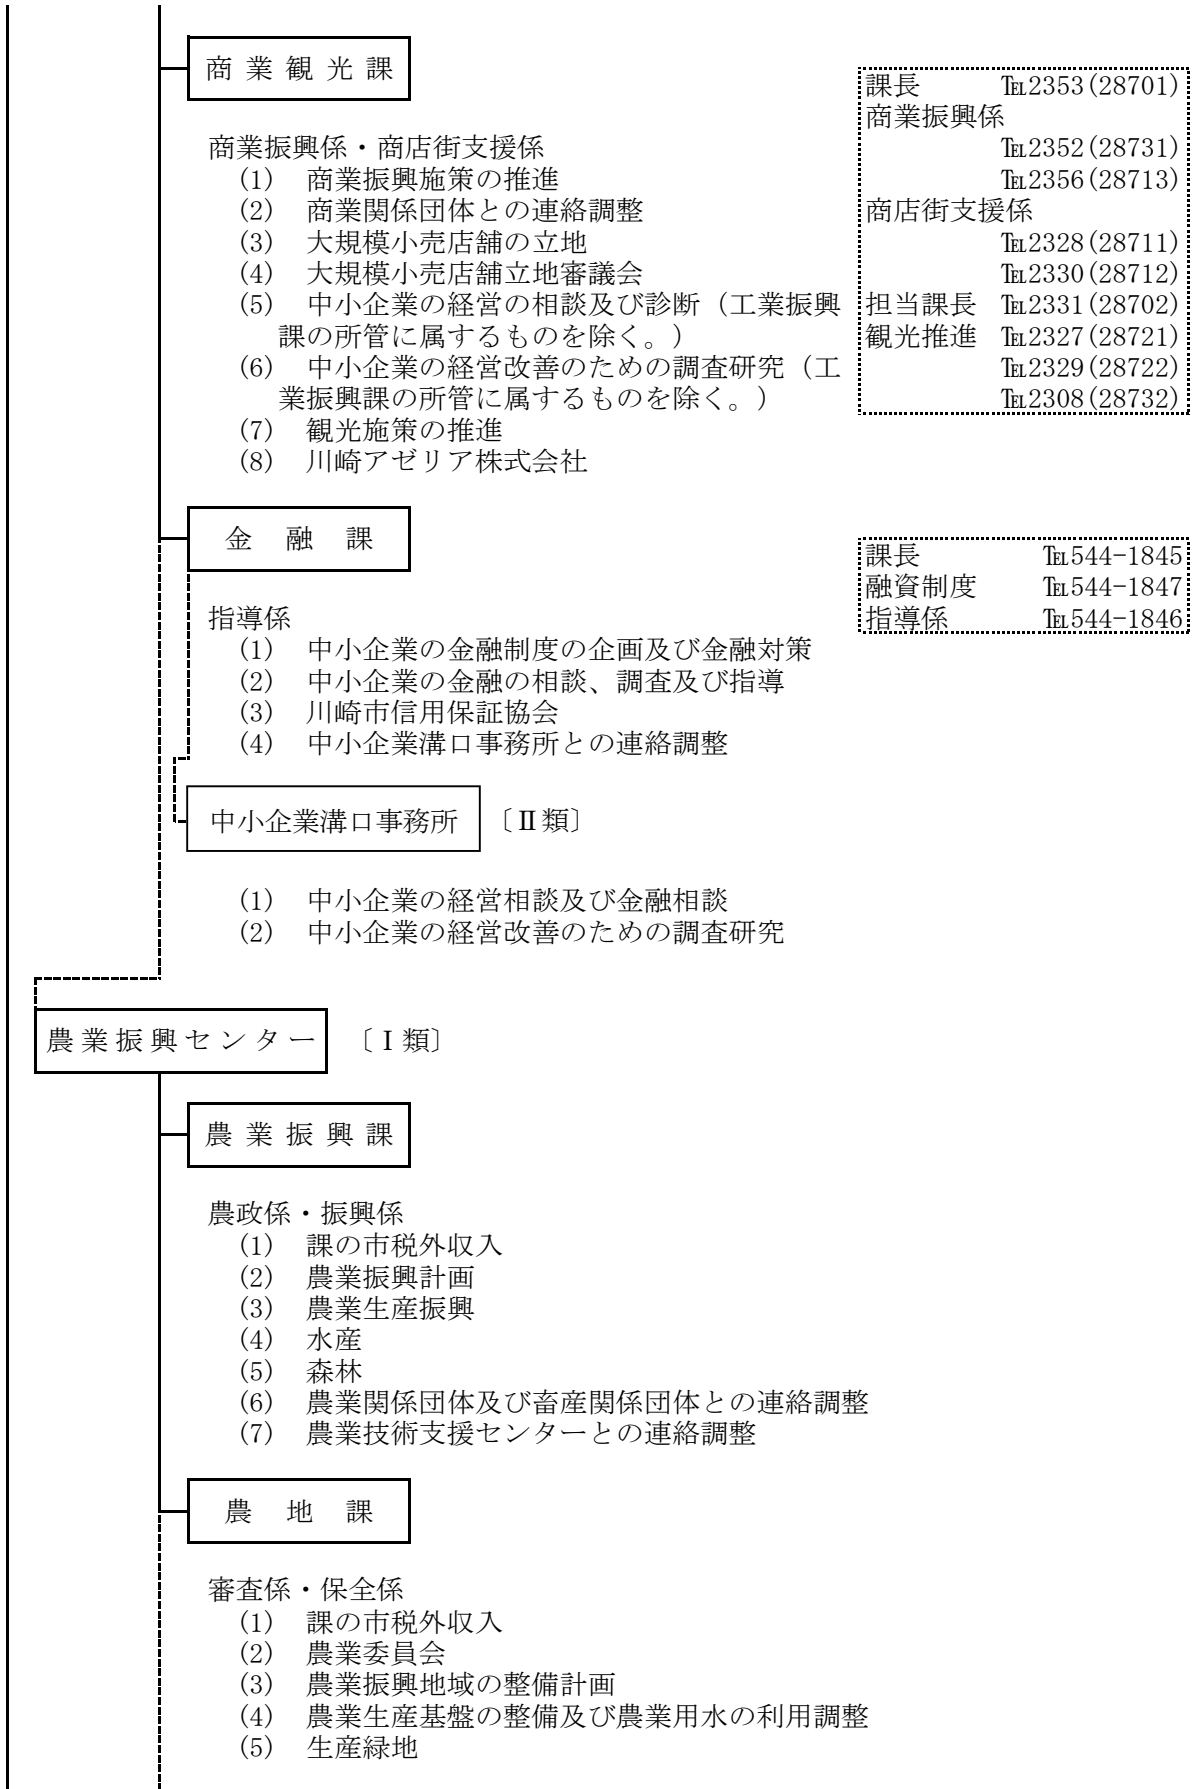 商業観光課
課長 ℡2353(28701)
商業振興係
℡2352(28731)
℡2356(28713)
商店街支援係
℡2328(28711)
℡2330(28712)
担当課長 ℡2331(28702)
観光推進 ℡2327(28721)
℡2329(28722)
℡2308(28732)
商業振興係・商店街支援係
(1) 商業振興施策の推進
(2) 商業関係団体との連絡調整
(3) 大規模小売店舗の立地
(4) 大規模小売店舗立地審議会
(5) 中小企業の経営の相談及び診断（工業振興
課の所管に属するものを除く。）
(6) 中小企業の経営改善のための調査研究（工
業振興課の所管に属するものを除く。）
(7) 観光施策の推進
(8) 川崎アゼリア株式会社
金融課
課長 ℡544-1845
融資制度 ℡544-1847
指導係 ℡544-1846
指導係
(1) 中小企業の金融制度の企画及び金融対策
(2) 中小企業の金融の相談、調査及び指導
(3) 川崎市信用保証協会
(4) 中小企業溝口事務所との連絡調整
中小企業溝口事務所 〔Ⅱ類〕
(1) 中小企業の経営相談及び金融相談
(2) 中小企業の経営改善のための調査研究
農業振興センター 〔Ⅰ類〕
農業振興課
農政係・振興係
(1) 課の市税外収入
(2) 農業振興計画
(3) 農業生産振興
(4) 水産
(5) 森林
(6) 農業関係団体及び畜産関係団体との連絡調整
(7) 農業技術支援センターとの連絡調整
農地課
審査係・保全係
(1) 課の市税外収入
(2) 農業委員会
(3) 農業振興地域の整備計画
(4) 農業生産基盤の整備及び農業用水の利用調整
(5) 生産緑地